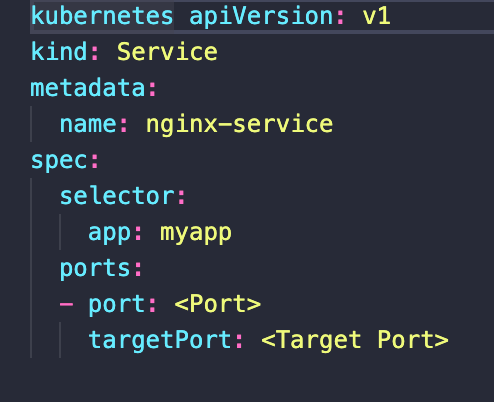 kubernetes apiVersion: v1
kind: Service
metadata:
  name: nginx-service
spec:
  selector:
    app: myapp
  ports:
  - port: <Port>
    targetPort: <Target Port>